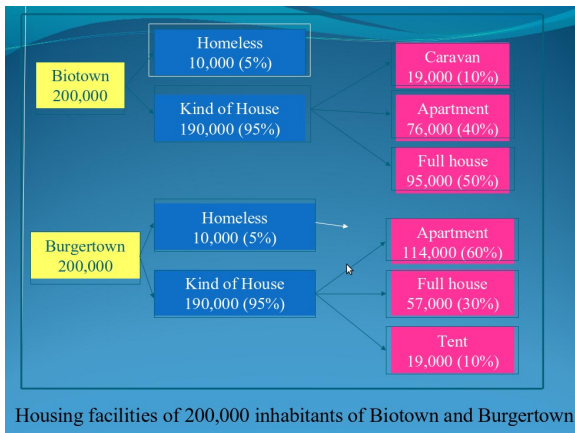 Homeless
10,000 (5%)
Biotown
200,000
Kind of House
190,000 (95%)
Caravan
19,000 (10%)
Apartment
76,000 (40%)
Full house
95,000 (50%)
Homeless
10,000 (5%)
Burgertown
200,000
Kind of House
190,000 (95%)
Apartment
114,000 (60%)
Full house
57,000 (30%)
Tent
19,000 (10%)
Housing facilities of 200,000 inhabitants of Biotown and Burgertown